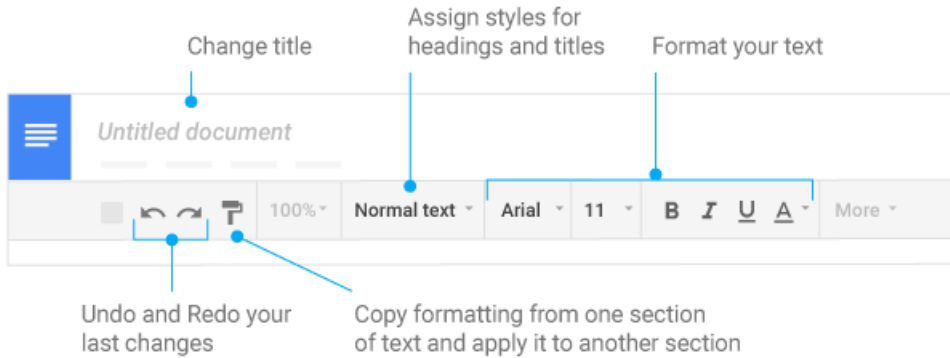 Assign styles for
headings and titles
Change title
Format your text
Untitled document
100% Normal text Arial 11 B I U A More
Undo and Redo your
last changes
Copy formatting from one section
of text and apply it to another section